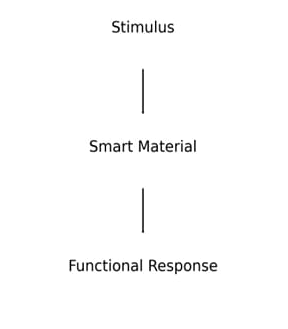 Stimulus
Smart Material
Functional Response